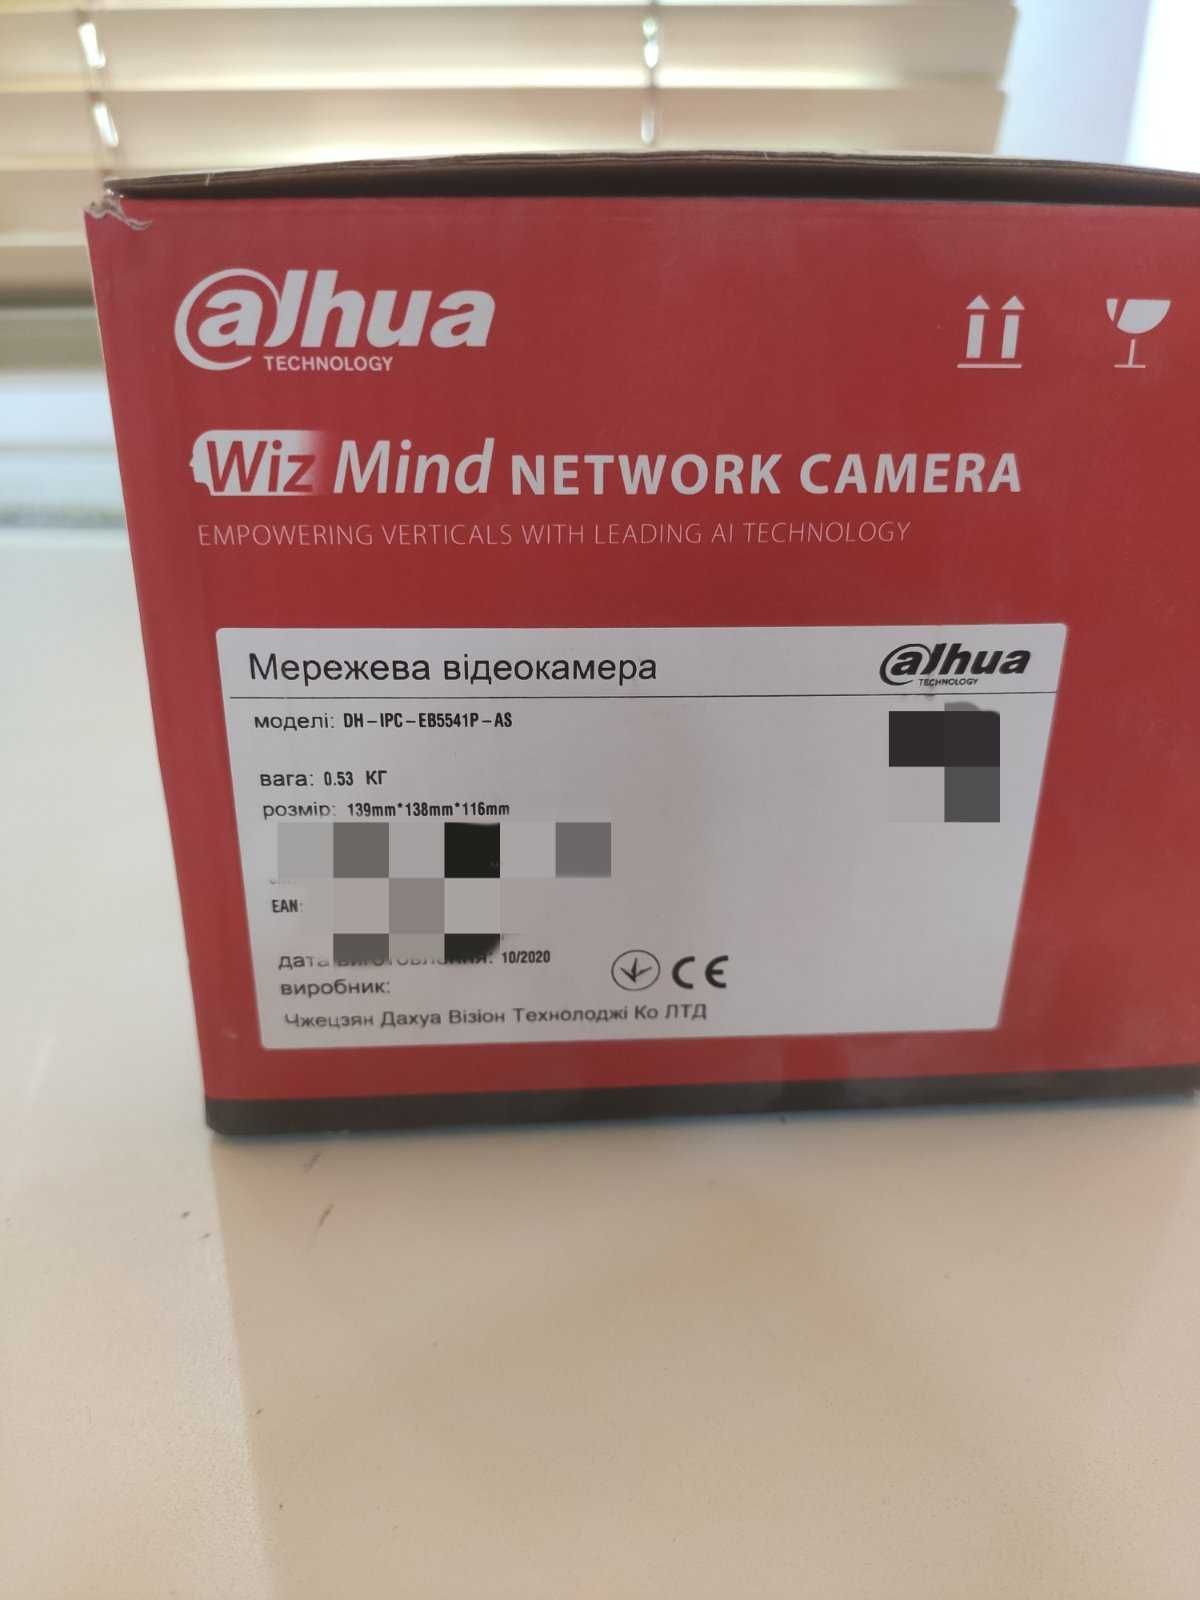 alhua
TECHNOLOGY
Wiz Mind NETWORK CAMERA
EMPOWERING VERTICALS WITH LEADING AI TECHNOLOGY
Мережева відеокамера
alhua
TECHNOLOGY
моделі: DH-IPC-EB5541P-AS
вага: 0.53 КГ
розмір: 139mm*138mm*116mm
EAN:
дата виготовлення: 10/2020
CE
виробник:
Чжецзян Дахуа Візіон Технолоджі Ко ЛТД